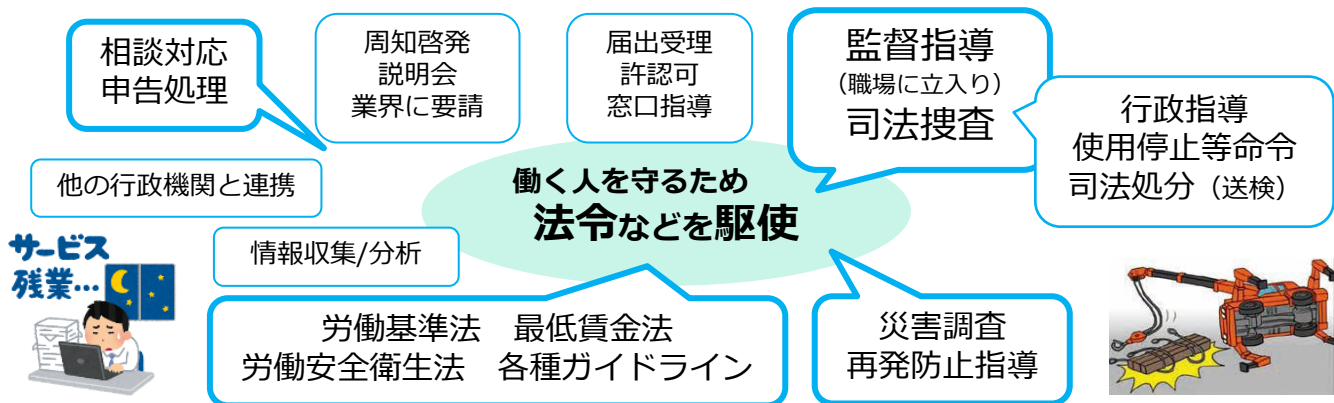 相談対応
申告処理
周知啓発
説明会
業界に要請
届出受理
許認可
窓口指導
監督指導
（職場に立入り）
司法捜査
行政指導
使用停止等命令
司法処分（送検）
他の行政機関と連携
働く人を守るため
法令などを駆使
情報収集/分析
サービス
残業…
労働基準法　最低賃金法
労働安全衛生法　各種ガイドライン
災害調査
再発防止指導